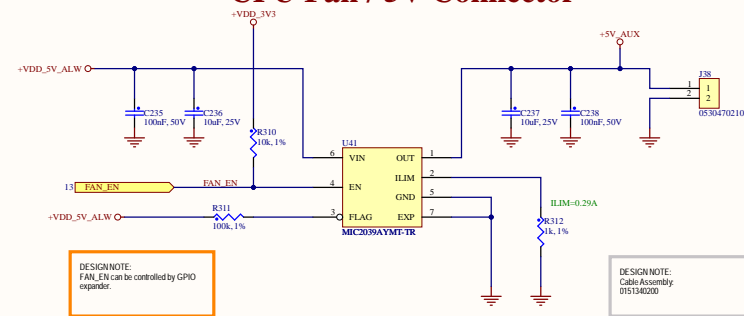 +VDD_3V3
+5V_AUX
+VDD_5V_ALW
J38
1
1
2
2
0530470210
C235
100nF, 50V
C236
10uF, 25V
C237
10uF, 25V
C238
100nF, 50V
R310
10k, 1%
U41
6
VIN
OUT
1
ILIM
2
13
FAN_EN
FAN_EN
4
EN
GND
5
ILIM=0.29A
+VDD_5V_ALW
R311
100k, 1%
3
FLAG
EXP
7
R312
1k, 1%
MIC2039AYMT-TR
DESIGN NOTE:
FAN_EN can be controlled by GPIO
expander.
DESIGN NOTE:
Cable Assembly:
0151340200